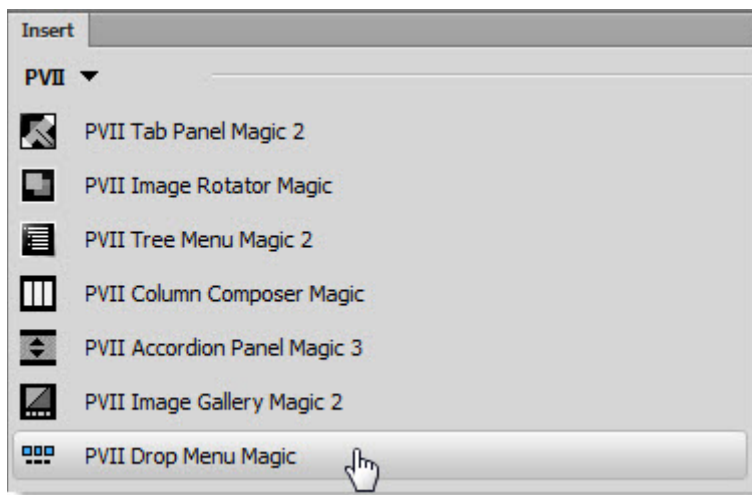 Insert
PVII
PVII Tab Panel Magic 2
PVII Image Rotator Magic
PVII Tree Menu Magic 2
PVII Column Composer Magic
PVII Accordion Panel Magic 3
PVII Image Gallery Magic 2
PVII Drop Menu Magic